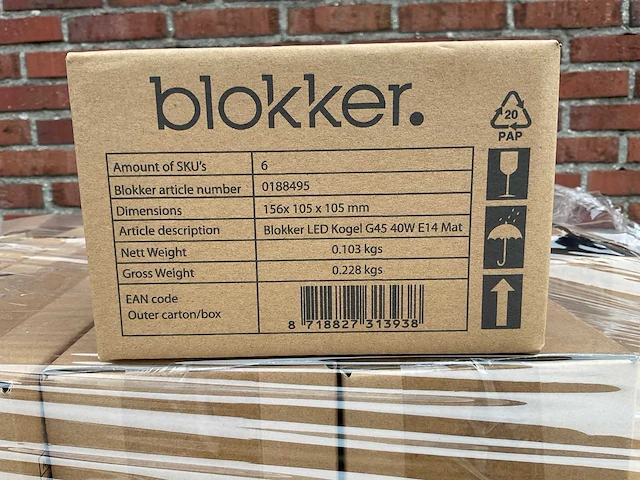 blokker.
20
PAP
Amount of SKU's 6
Blokker article number 0188495
Dimensions 156x 105 x 105 mm
Article description Blokker LED Kogel G45 40W E14 Mat
Nett Weight 0.103 kgs
Gross Weight 0.228 kgs
EAN code
Outer carton/box
8 718827 313938